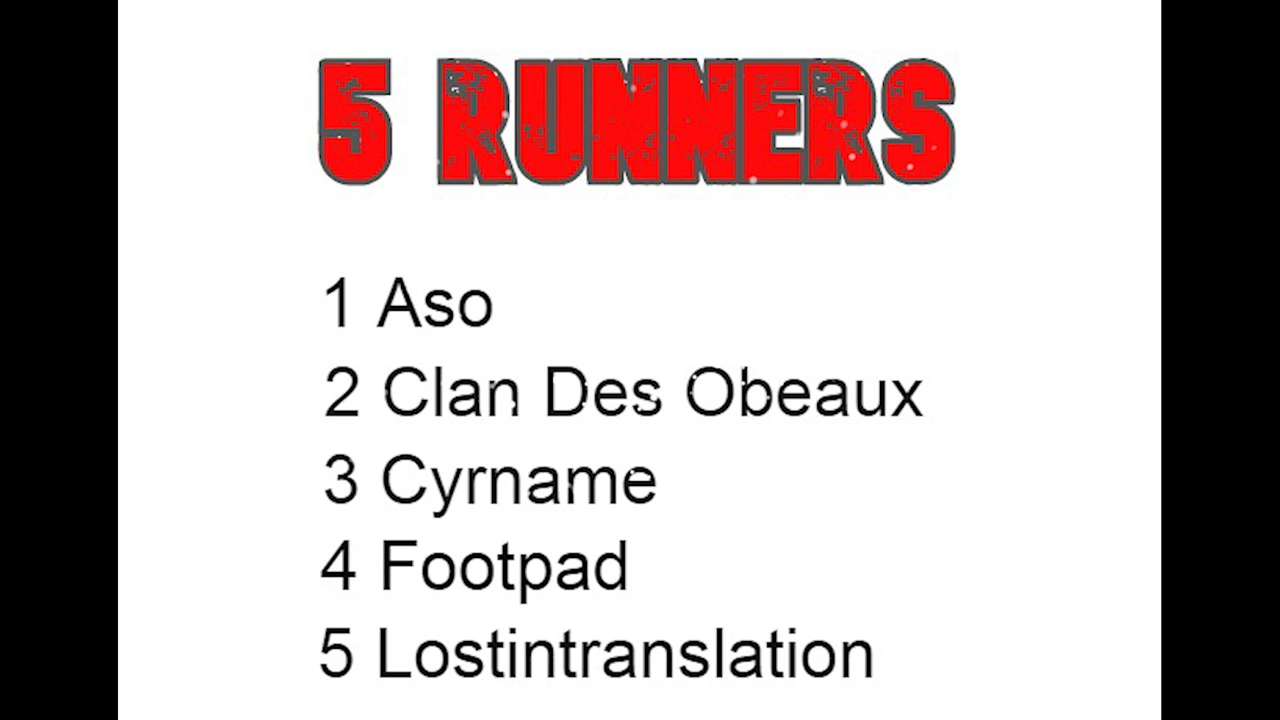 5 RUNNERS
1 Aso
2 Clan Des Obeaux
3 Cyrname
4 Footpad
5 Lostintranslation